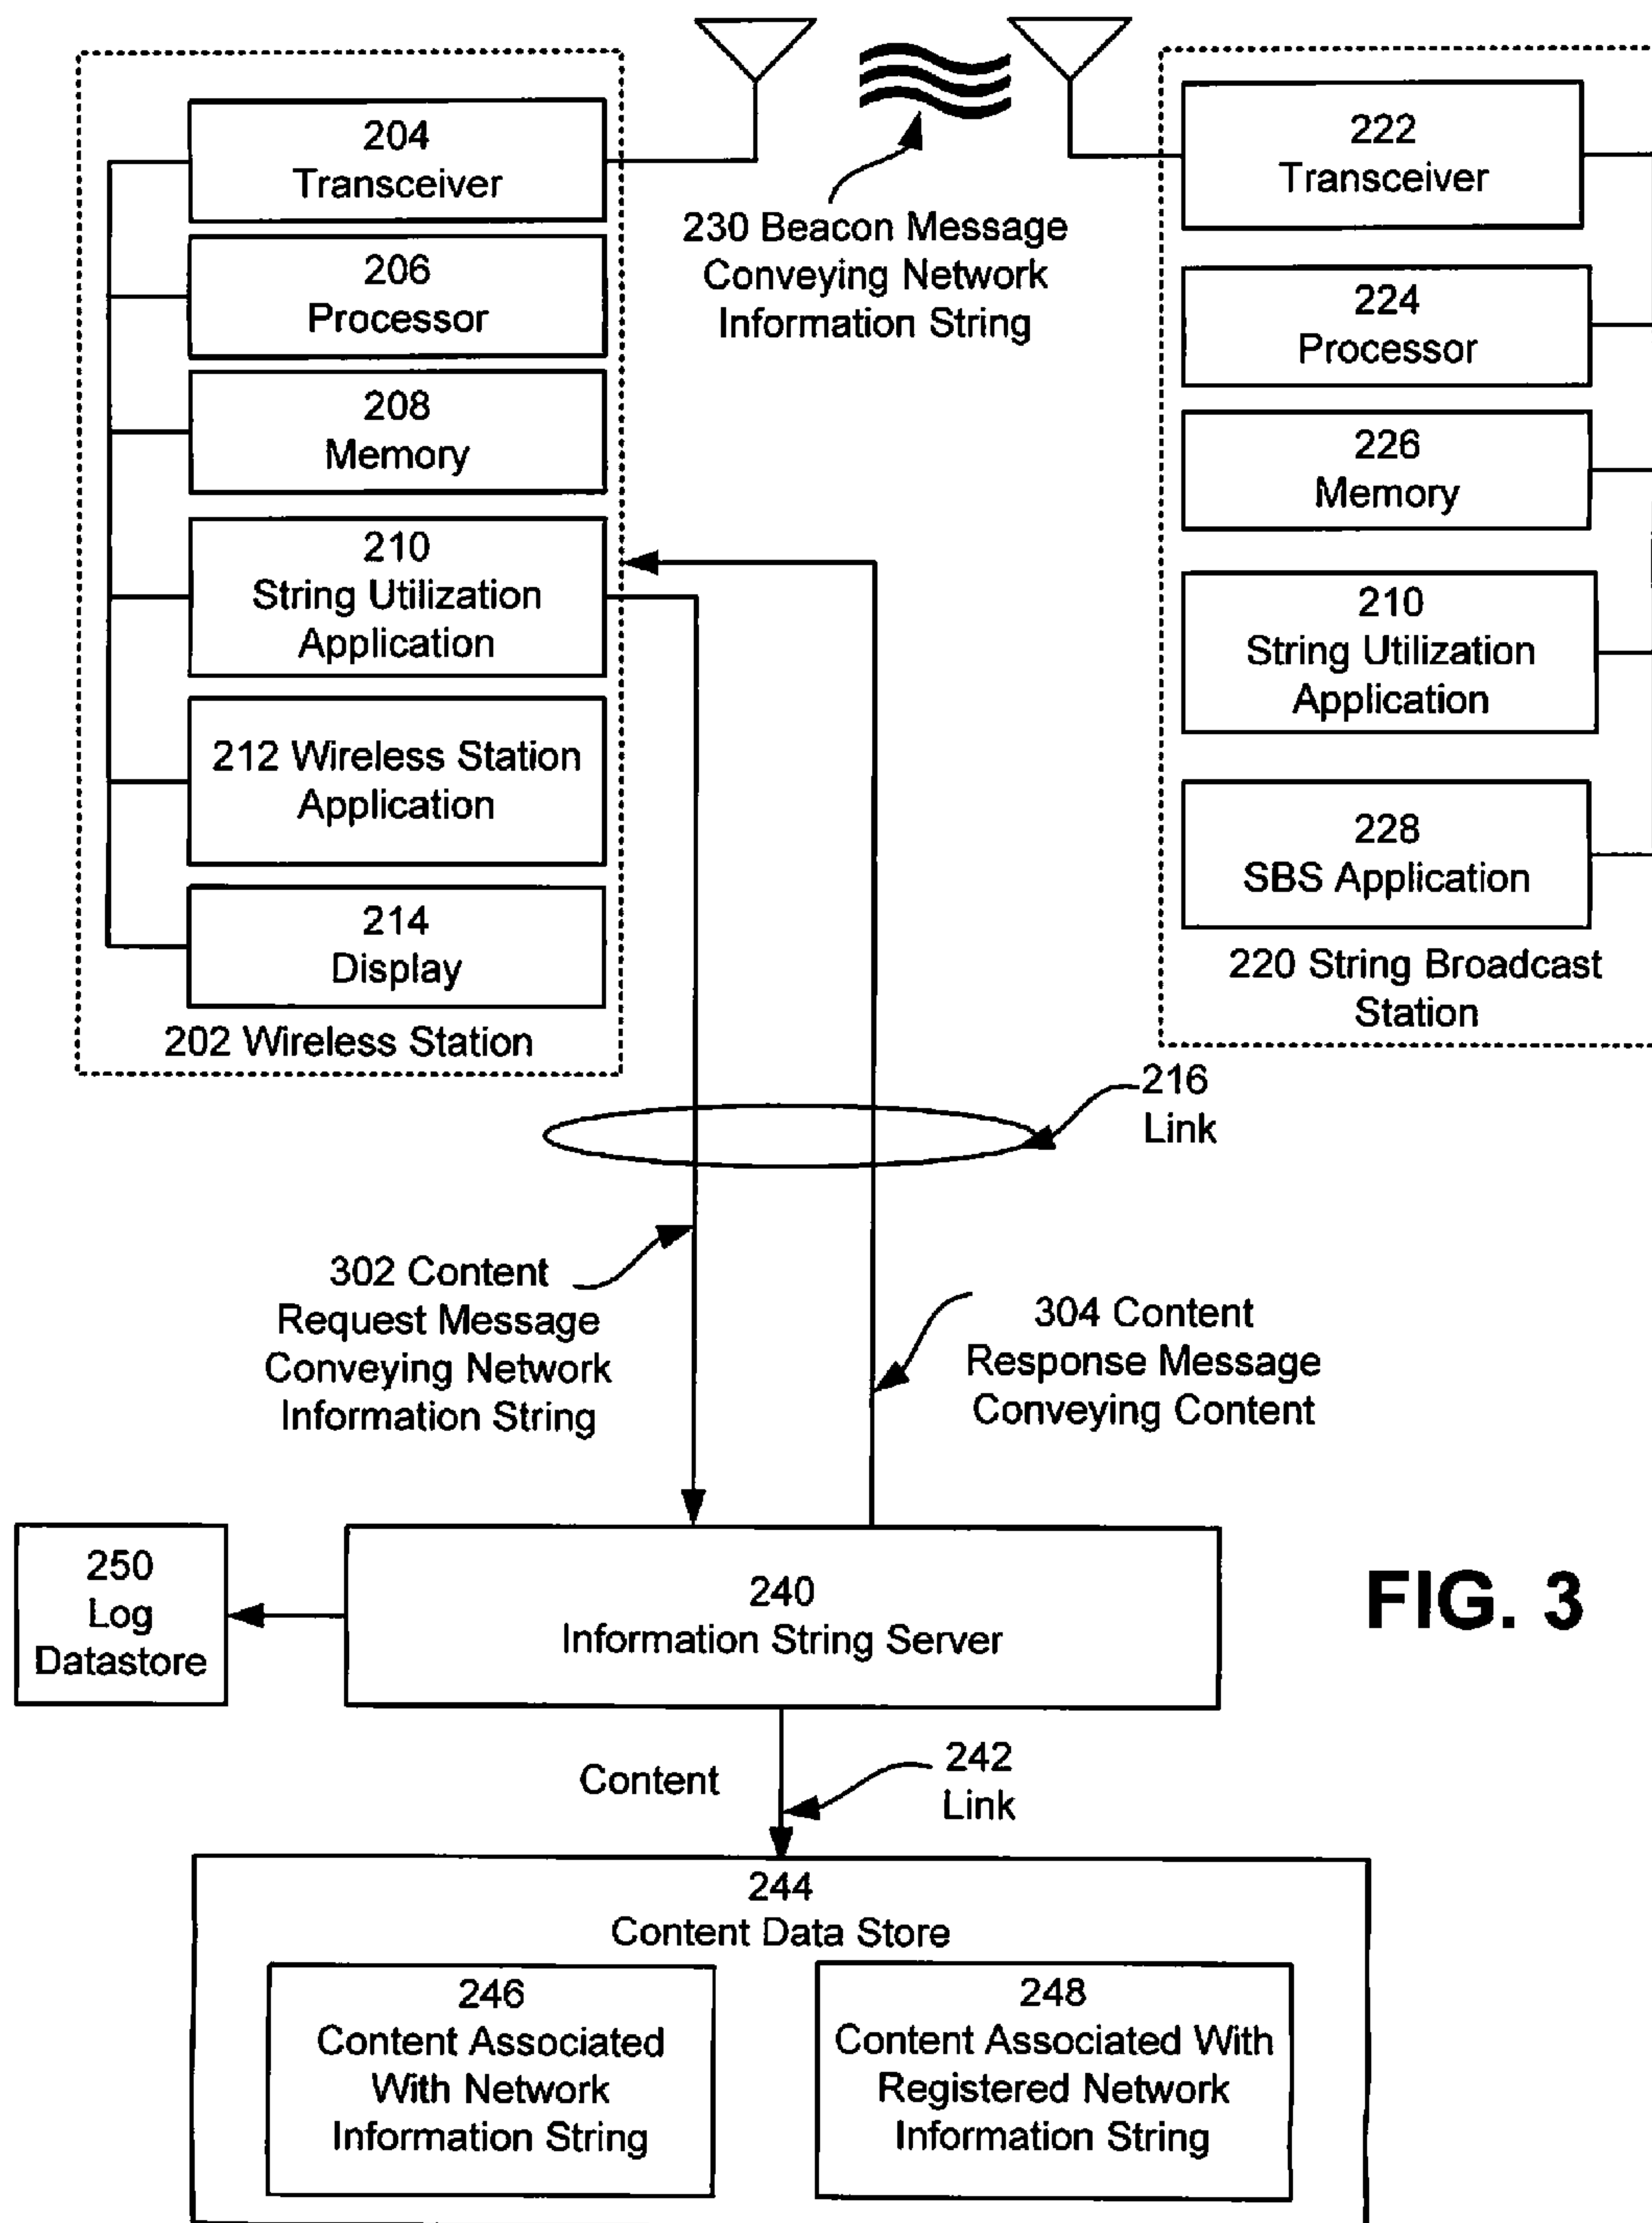 204
Transceiver
206
Processor
208
Memory
210
String Utilization
Application
212 Wireless Station
Application
214
Display
202 Wireless Station
230 Beacon Message
Conveying Network
Information String
222
Transceiver
224
Processor
226
Memory
210
String Utilization
Application
228
SBS Application
220 String Broadcast
Station
216
Link
302 Content
Request Message
Conveying Network
Information String
304 Content
Response Message
Conveying Content
250
Log
Datastore
240
Information String Server
FIG. 3
Content
242
Link
244
Content Data Store
246
Content Associated
With Network
Information String
248
Content Associated With
Registered Network
Information String